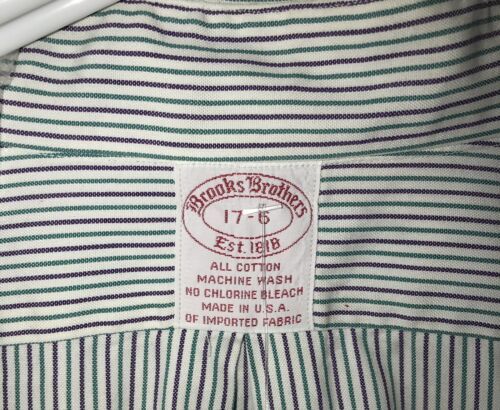 Brooks Brothers
17-6
Est. 1818
ALL COTTON
MACHINE WASH
NO CHLORINE BLEACH
MADE IN U.S.A.
OF IMPORTED FABRIC